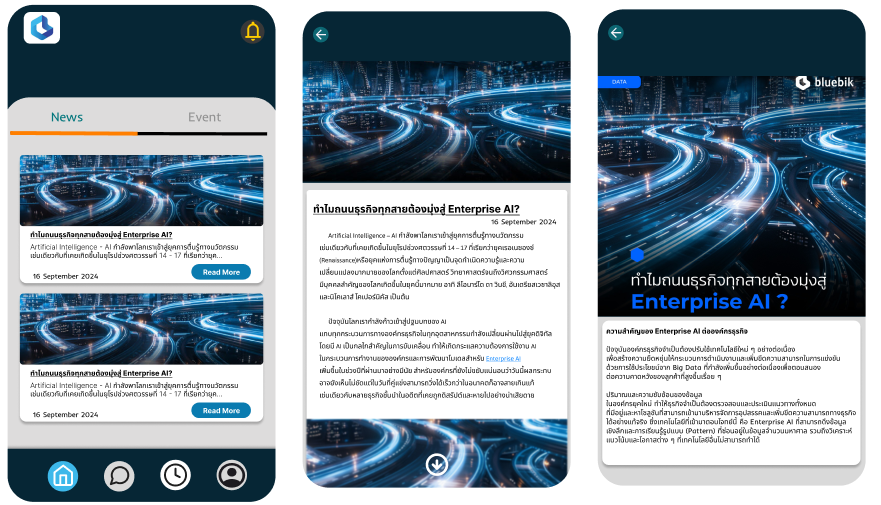 News
Event
ทำไมถนนธุรกิจทุกสายต้องมุ่งสู่ Enterprise AI?
Artificial Intelligence – AI กำลังพาโลกเราเข้าสู่ยุคการตื่นรู้ทางนวัตกรรม
เช่นเดียวกับที่เคยเกิดขึ้นในยุโรปช่วงศตวรรษที่ 14 – 17 ที่เรียกว่ายุค...
16 September 2024
Read More
ทำไมถนนธุรกิจทุกสายต้องมุ่งสู่ Enterprise AI?
Artificial Intelligence – AI กำลังพาโลกเราเข้าสู่ยุคการตื่นรู้ทางนวัตกรรม
เช่นเดียวกับที่เคยเกิดขึ้นในยุโรปช่วงศตวรรษที่ 14 – 17 ที่เรียกว่ายุค...
16 September 2024
Read More
ทำไมถนนธุรกิจทุกสายต้องมุ่งสู่ Enterprise AI?
16 September 2024
Artificial Intelligence – AI กำลังพาโลกเราเข้าสู่ยุคการตื่นรู้ทางนวัตกรรม
เช่นเดียวกับที่เคยเกิดขึ้นในยุโรปช่วงศตวรรษที่ 14 – 17 ที่เรียกว่ายุคเรอเนซองซ์
(Renaissance)หรือยุคแห่งการตื่นรู้ทางปัญญาเป็นจุดกำเนิดความรู้และความ
เปลี่ยนแปลงมากมายของโลกตั้งแต่ศิลปศาสตร์ วิทยาศาสตร์จนถึงวิศวกรรมศาสตร์
มีบุคคลสำคัญของโลกเกิดขึ้นในยุคนี้มากมาย อาทิ ลีโอนาร์โด ดา วินชี, อันเดรียสเวซาลิอุส
และนิโคเลาส์ โคเปอร์นิคัส เป็นต้น
ปัจจุบันโลกเรากำลังก้าวเข้าสู่ปฐมบทของ AI
แทบทุกกระบวนการทางองค์กรธุรกิจในทุกอุตสาหกรรมกำลังเปลี่ยนผ่านไปสู่ยุคดิจิทัล
โดยมี AI เป็นกลไกสำคัญในการขับเคลื่อน ทำให้เกิดกระแสความต้องการใช้งาน AI
ในกระบวนการทำงานขององค์กรและการพัฒนาโมเดลสำหรับ Enterprise AI
เพิ่มขึ้นในช่วงปีที่ผ่านมาอย่างมีนัย สำหรับองค์กรที่ยังไม่ขยับแน่นอนว่าวันนี้ผลกระทบ
อาจยังเห็นไม่ชัดแต่ในวันที่คู่แข่งสามารถวิ่งได้เร็วกว่าในอนาคตก็อาจสายเกินแก้
เช่นเดียวกับหลายธุรกิจชั้นนำในอดีตที่เคยถูกดิสรัปต์และหายไปอย่างน่าเสียดาย
DATA
bluebik
ทำไมถนนธุรกิจทุกสายต้องมุ่งสู่
Enterprise AI ?
ความสำคัญของ Enterprise AI ต่อองค์กรธุรกิจ
ปัจจุบันองค์กรธุรกิจจำเป็นต้องปรับใช้เทคโนโลยีใหม่ ๆ อย่างต่อเนื่อง
เพื่อสร้างความยืดหยุ่นให้กระบวนการดำเนินงานและเพิ่มขีดความสามารถในการแข่งขัน
ด้วยการใช้ประโยชน์จาก Big Data ที่กำลังเพิ่มขึ้นอย่างต่อเนื่องเพื่อตอบสนอง
ต่อความคาดหวังของลูกค้าที่สูงขึ้นเรื่อย ๆ
ปริมาณและความซับซ้อนของข้อมูล
ในองค์กรยุคใหม่ ทำให้ธุรกิจจำเป็นต้องตรวจสอบและประเมินแนวทางทั้งหมด
ที่มีอยู่และหาโซลูชันที่สามารถเข้ามาบริหารจัดการอุปสรรคและเพิ่มขีดความสามารถทางธุรกิจ
ได้อย่างแท้จริง ซึ่งเทคโนโลยีที่เข้ามาตอบโจทย์นี้ คือ Enterprise AI ที่สามารถดึงข้อมูล
เชิงลึกและการเรียนรู้รูปแบบ (Pattern) ที่ซ่อนอยู่ในข้อมูลจำนวนมหาศาล รวมถึงวิเคราะห์
แนวโน้มและโอกาสต่าง ๆ ที่เทคโนโลยีอื่นไม่สามารถทำได้